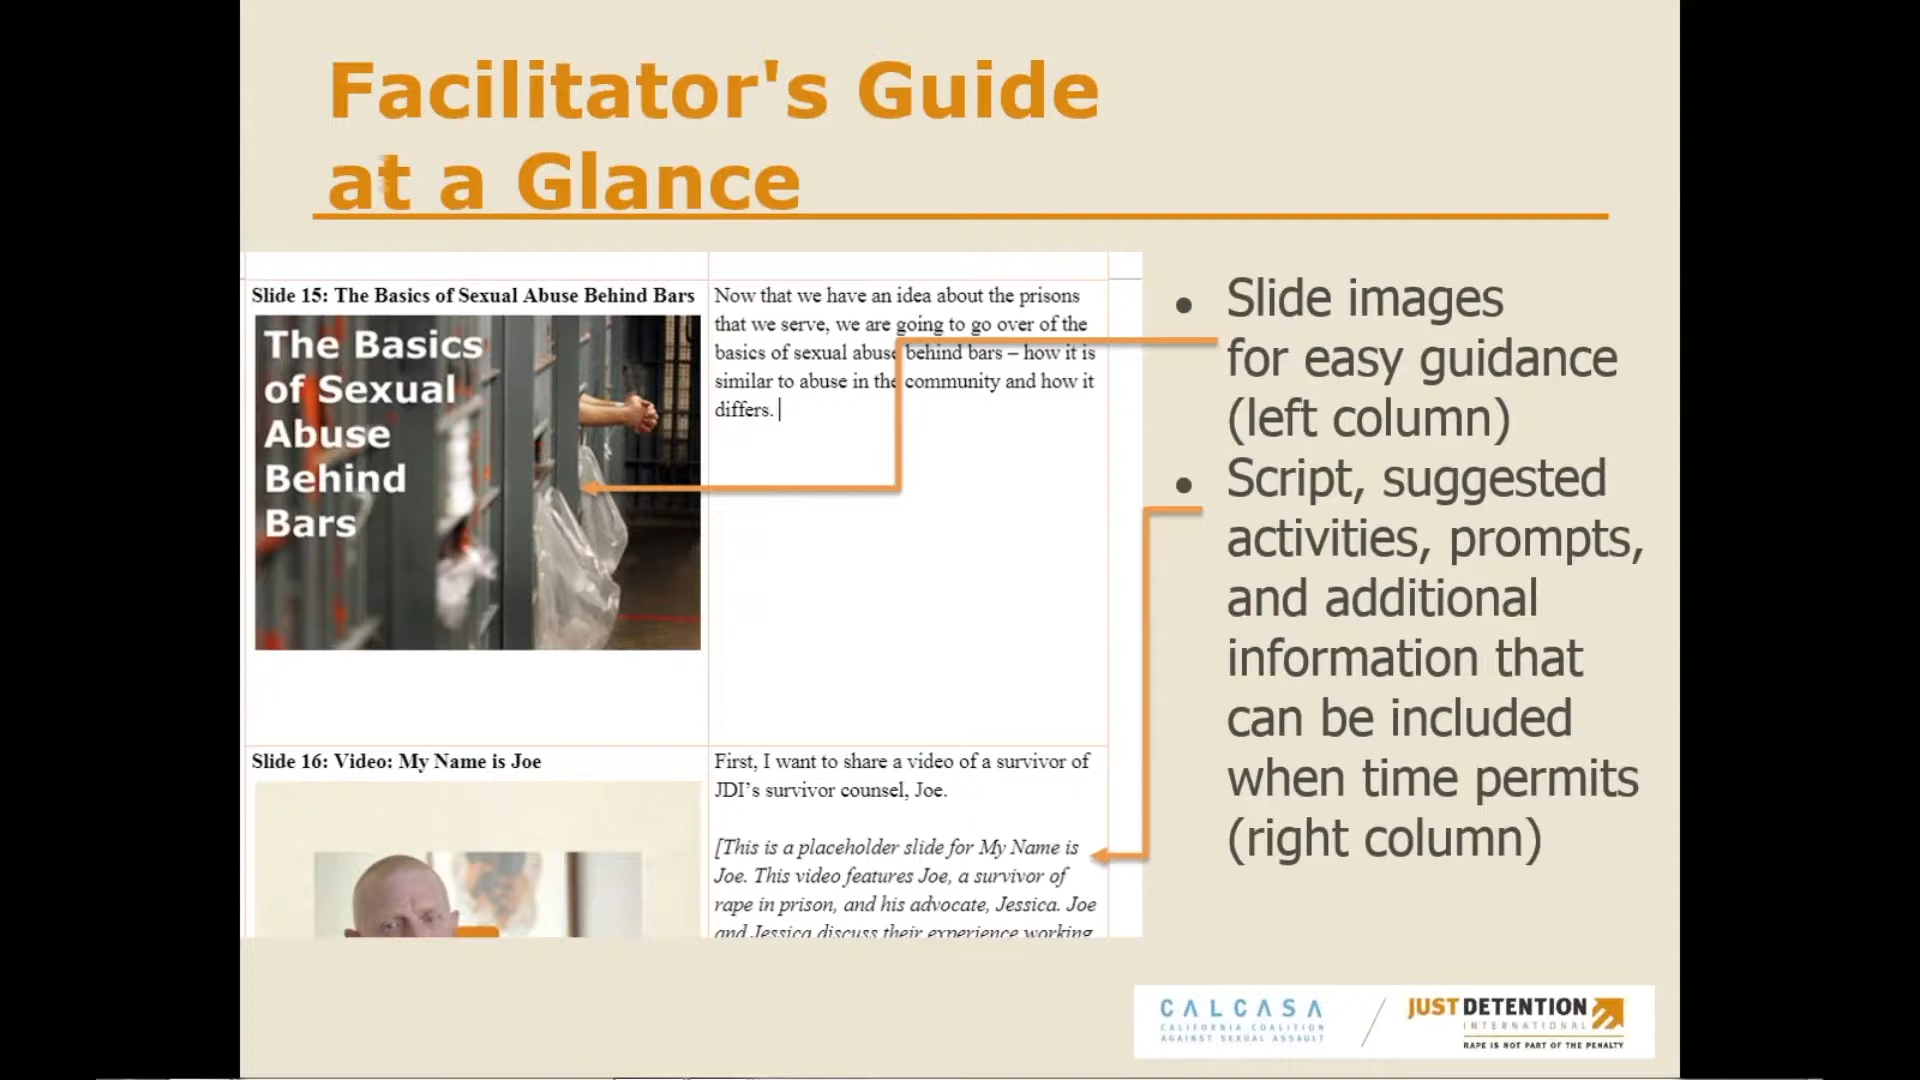 Facilitator's Guide
at a Glance
Slide 15: The Basics of Sexual Abuse Behind Bars
The Basics
of Sexual
Abuse
Behind
Bars
Now that we have an idea about the prisons
that we serve, we are going to go over of the
basics of sexual abuse behind bars – how it is
similar to abuse in the community and how it
differs.
Slide 16: Video: My Name is Joe
First, I want to share a video of a survivor of
JDI’s survivor counsel, Joe.
[This is a placeholder slide for My Name is
Joe. This video features Joe, a survivor of
rape in prison, and his advocate, Jessica. Joe
and Jessica discuss their experience working
• Slide images
for easy guidance
(left column)
• Script, suggested
activities, prompts,
and additional
information that
can be included
when time permits
(right column)
CALCASA
CALIFORNIA COALITION
AGAINST SEXUAL ASSAULT
JUST DETENTION
INTERNATIONAL
RAPE IS NOT PART OF THE PENALTY